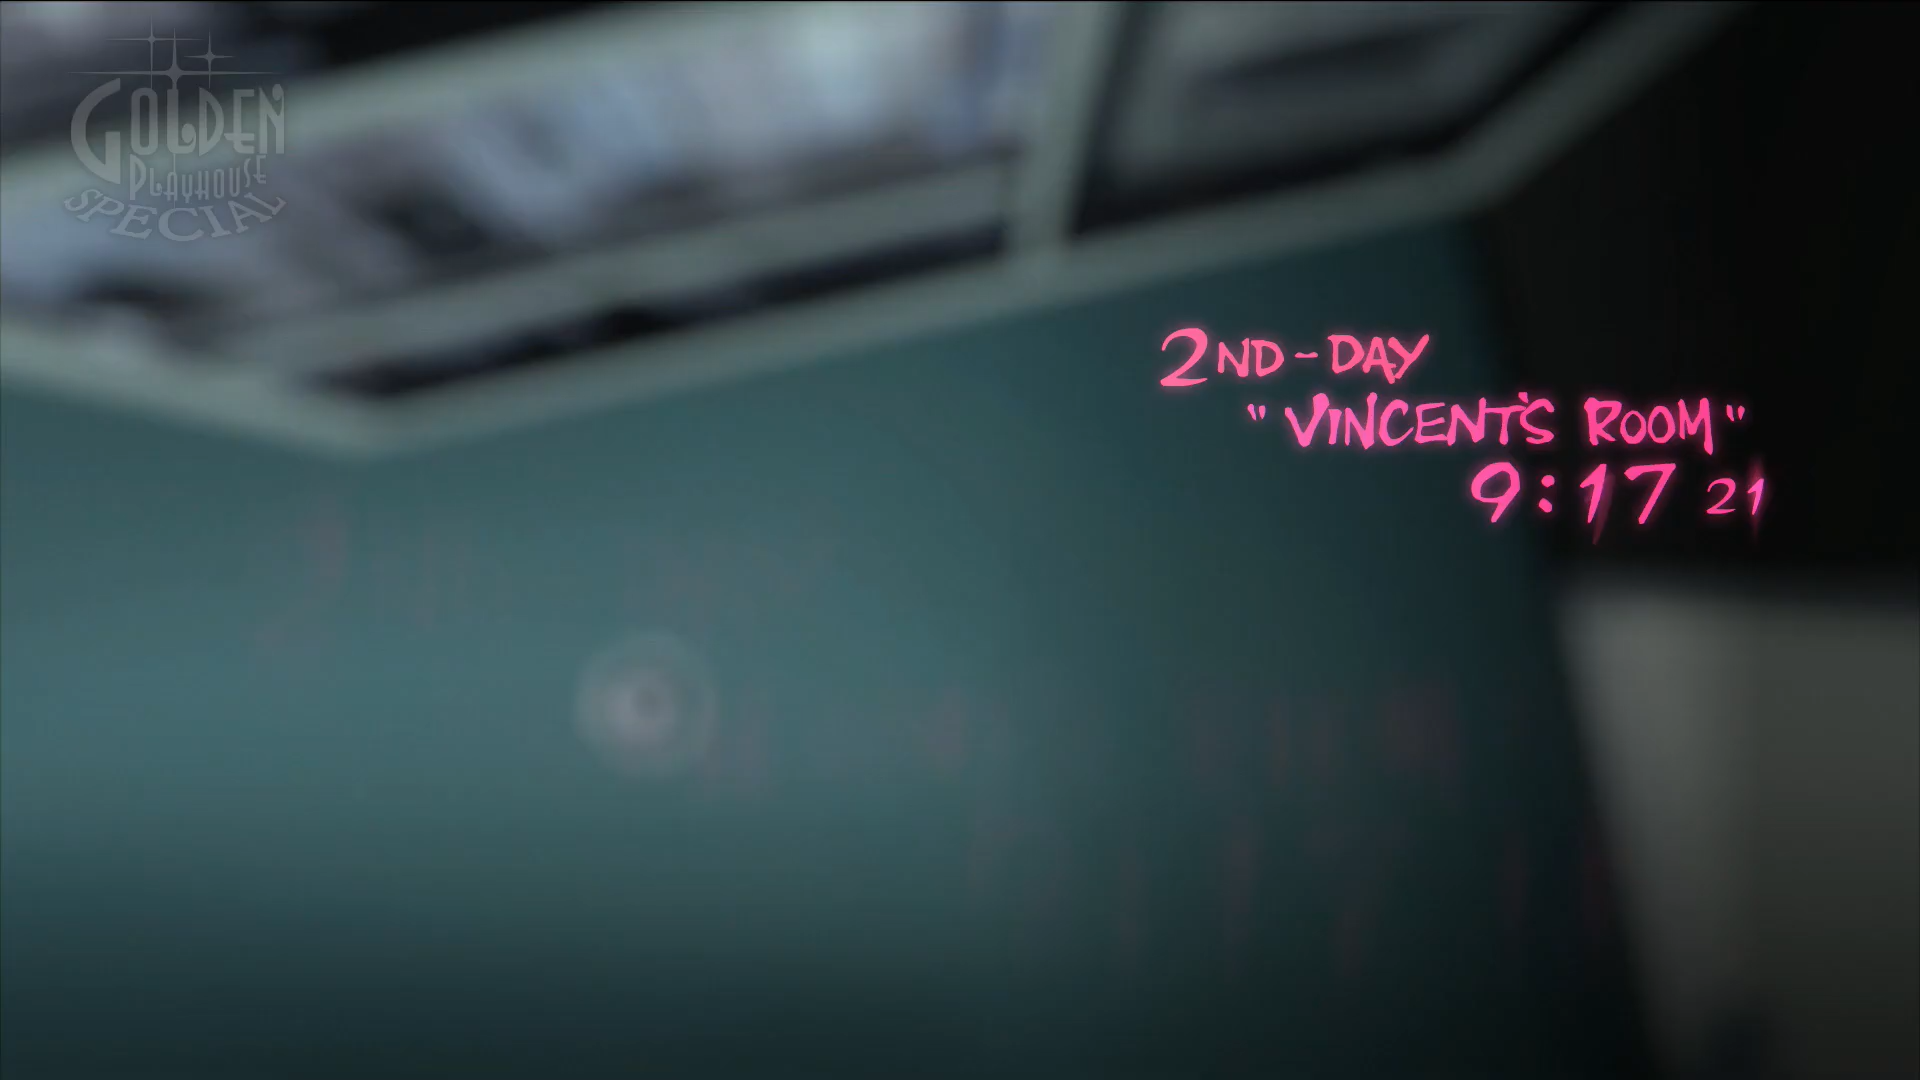 GOLDEN
PLAYHOUSE
SPECIAL
2ND-DAY
"VINCENT'S ROOM"
9:17 21